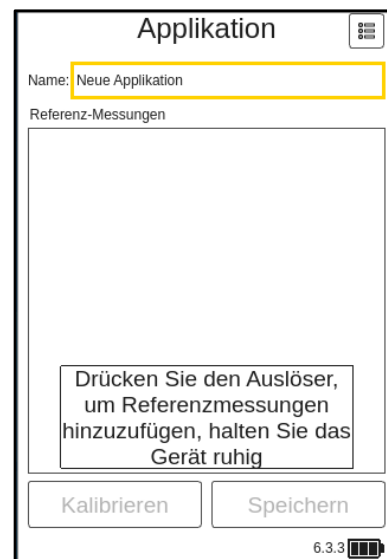 Applikation
Name: Neue Applikation
Referenz-Messungen
Drücken Sie den Auslöser,
um Referenzmessungen
hinzuzufügen, halten Sie das
Gerät ruhig
Kalibrieren Speichern
6.3.3